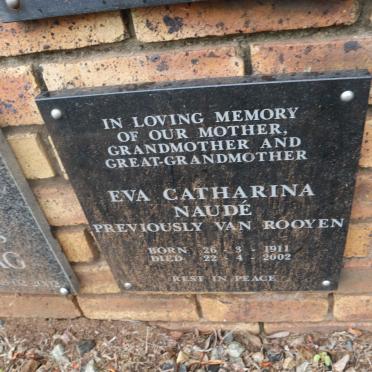 IN LOVING MEMORY
OF OUR MOTHER,
GRANDMOTHER AND
GREAT-GRANDMOTHER
EVA CATHARINA
NAUDÉ
PREVIOUSLY VAN ROOYEN
BORN 26 - 3 - 1911
DIED 22 - 4 - 2002
REST IN PEACE